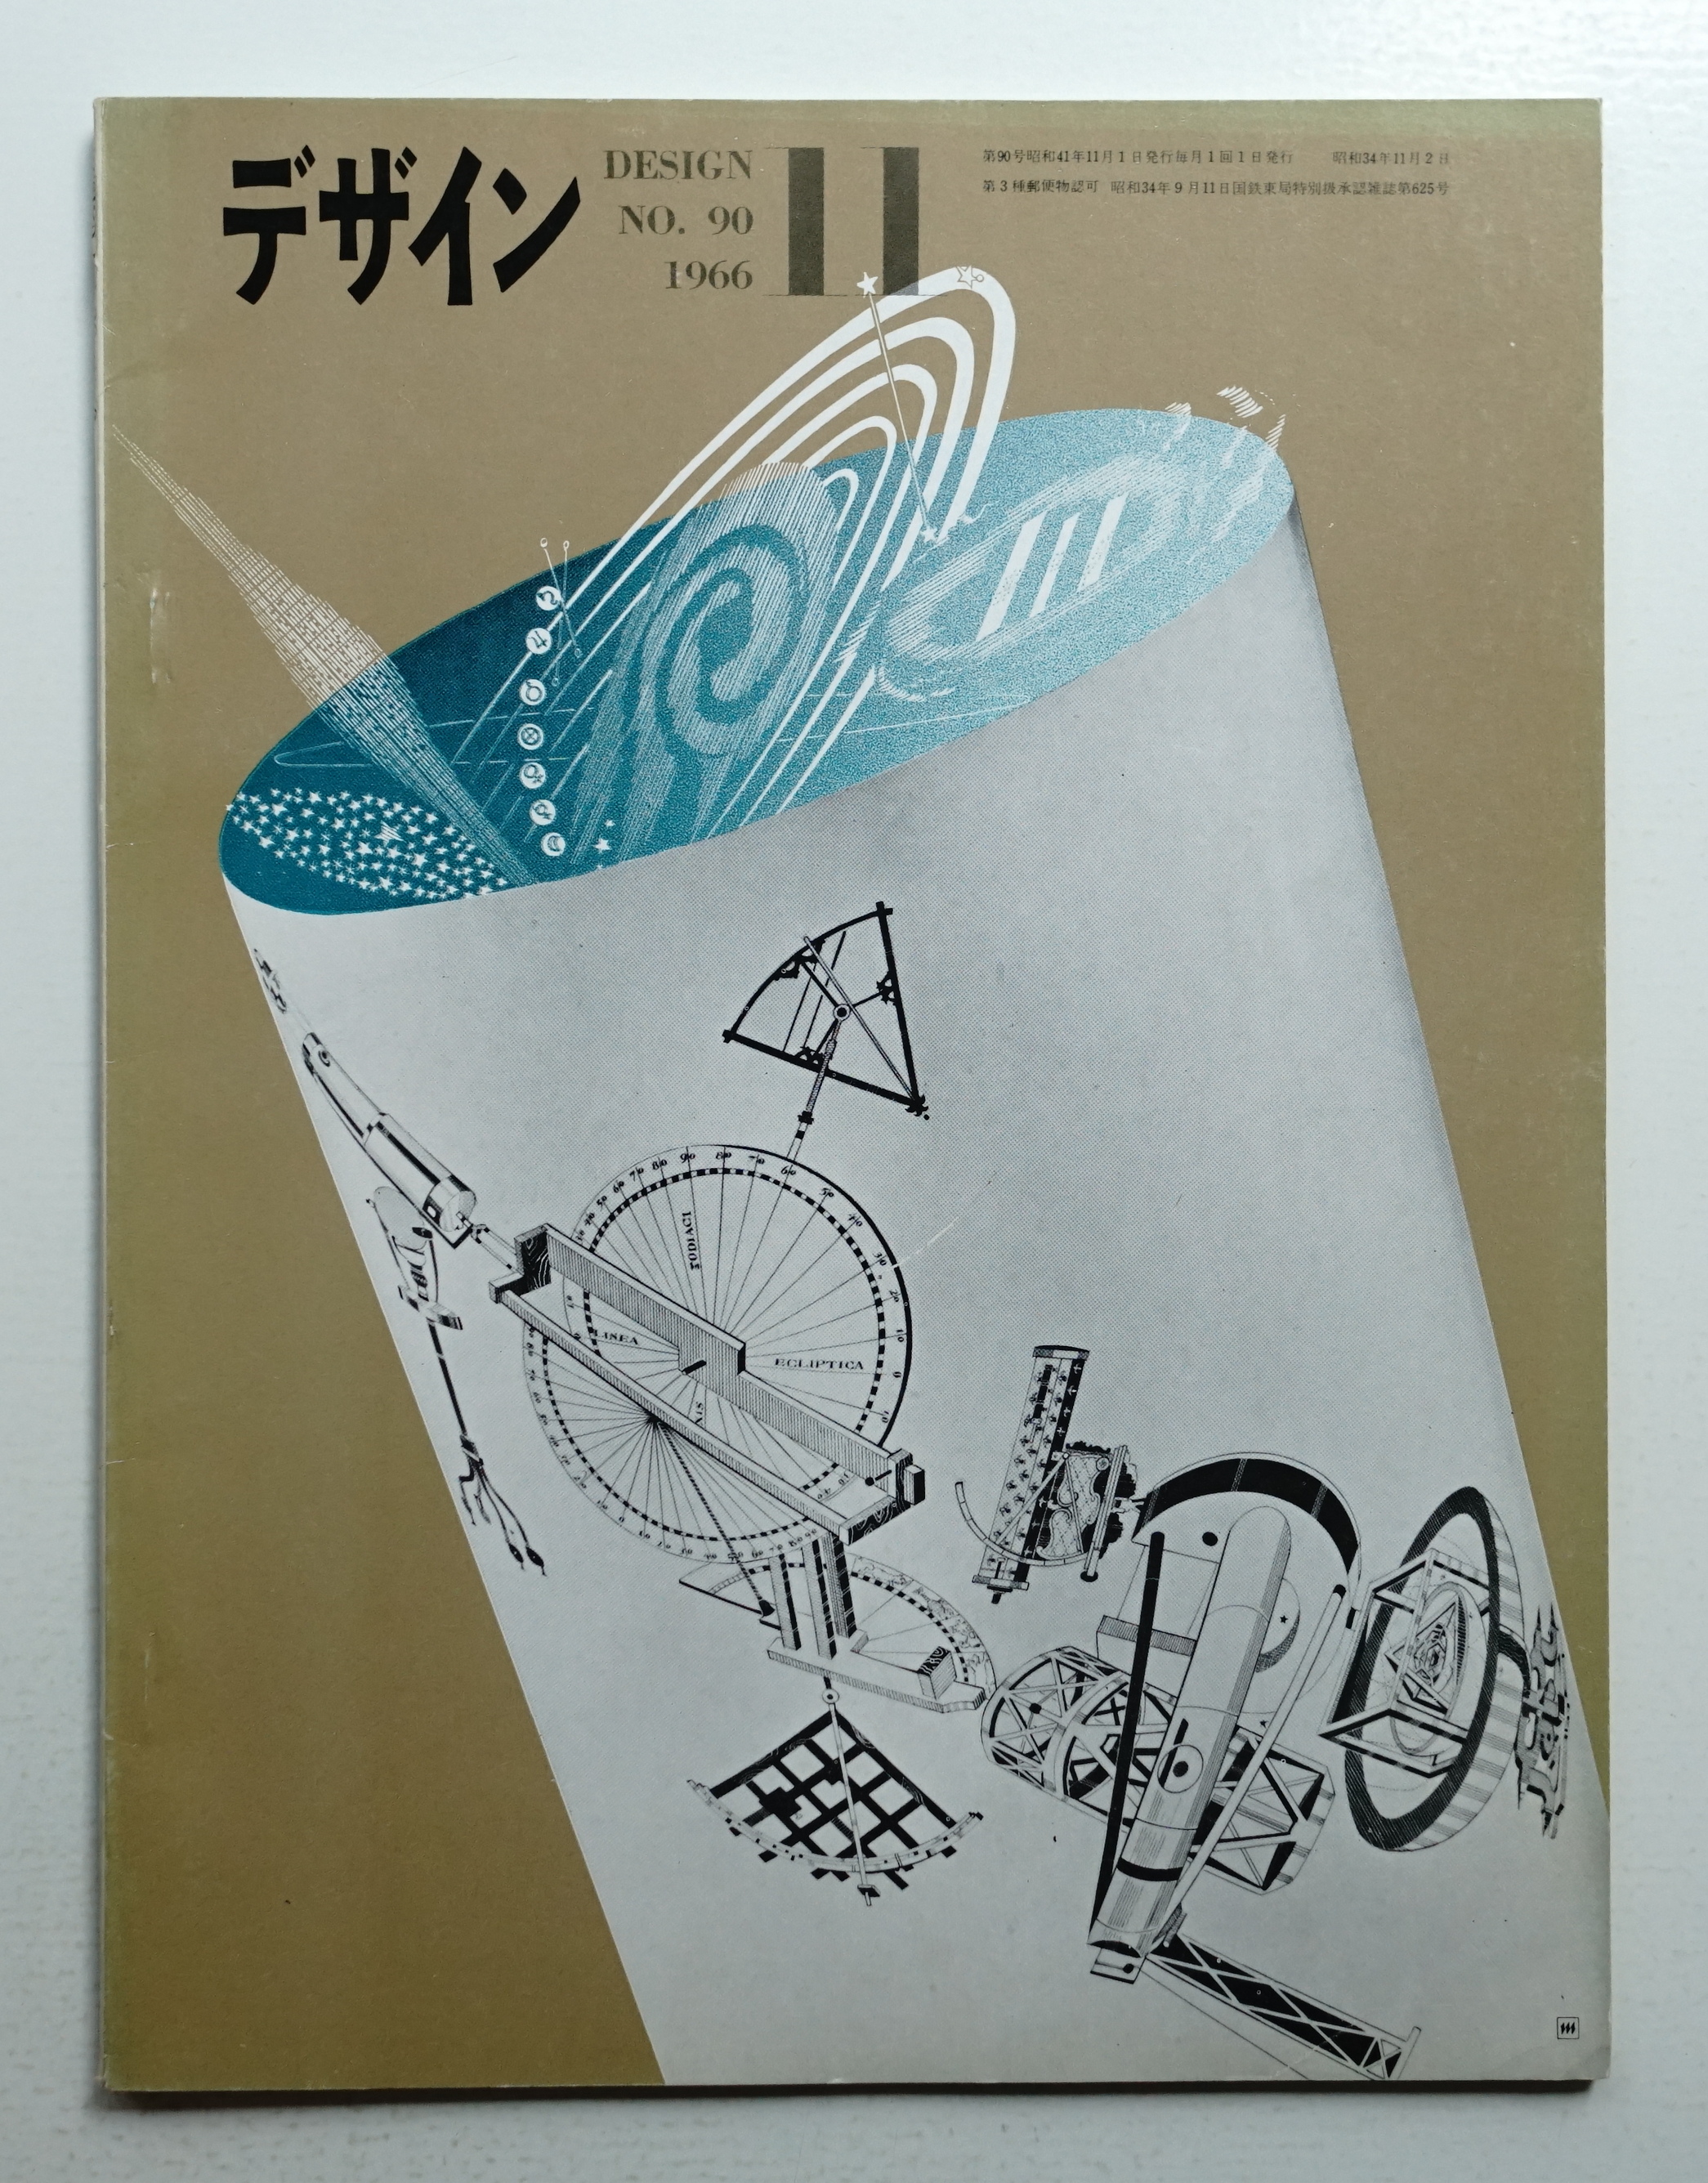 デザイン
DESIGN
NO. 90
1966
11
第90号昭和41年11月1日発行毎月1回1日発行 昭和34年11月2日
第3種郵便物認可 昭和34年9月11日国鉄東局特別扱承認雑誌第625号
ZODIACI
LINEA
ECLIPTICA